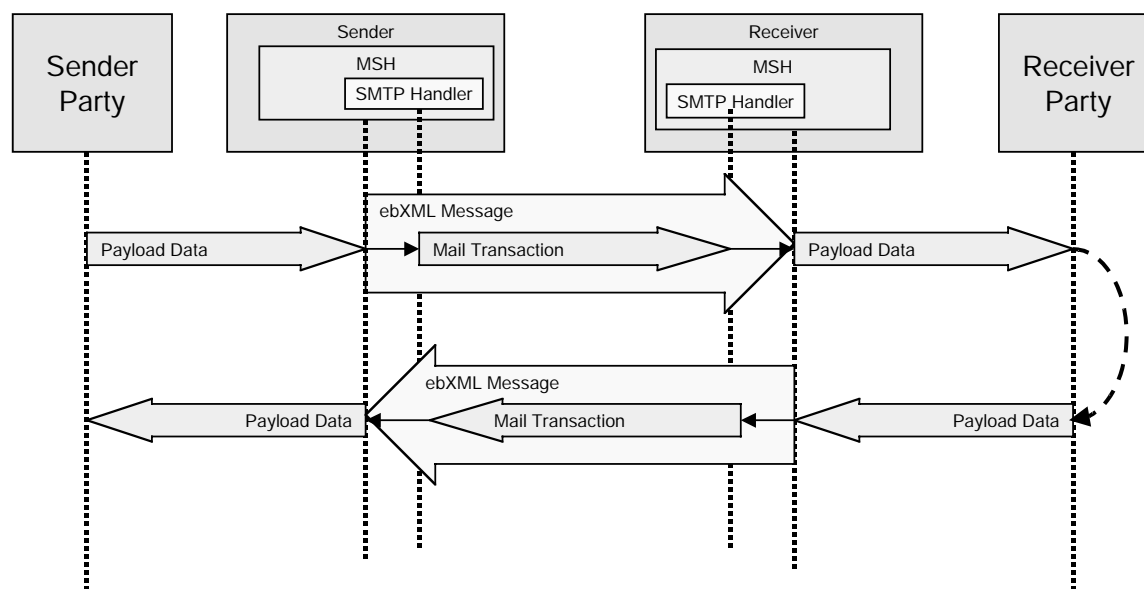 Sender
Party
Sender
MSH
SMTP Handler
Receiver
MSH
SMTP Handler
Receiver
Party
ebXML Message
Payload Data
Mail Transaction
Payload Data
ebXML Message
Payload Data
Mail Transaction
Payload Data